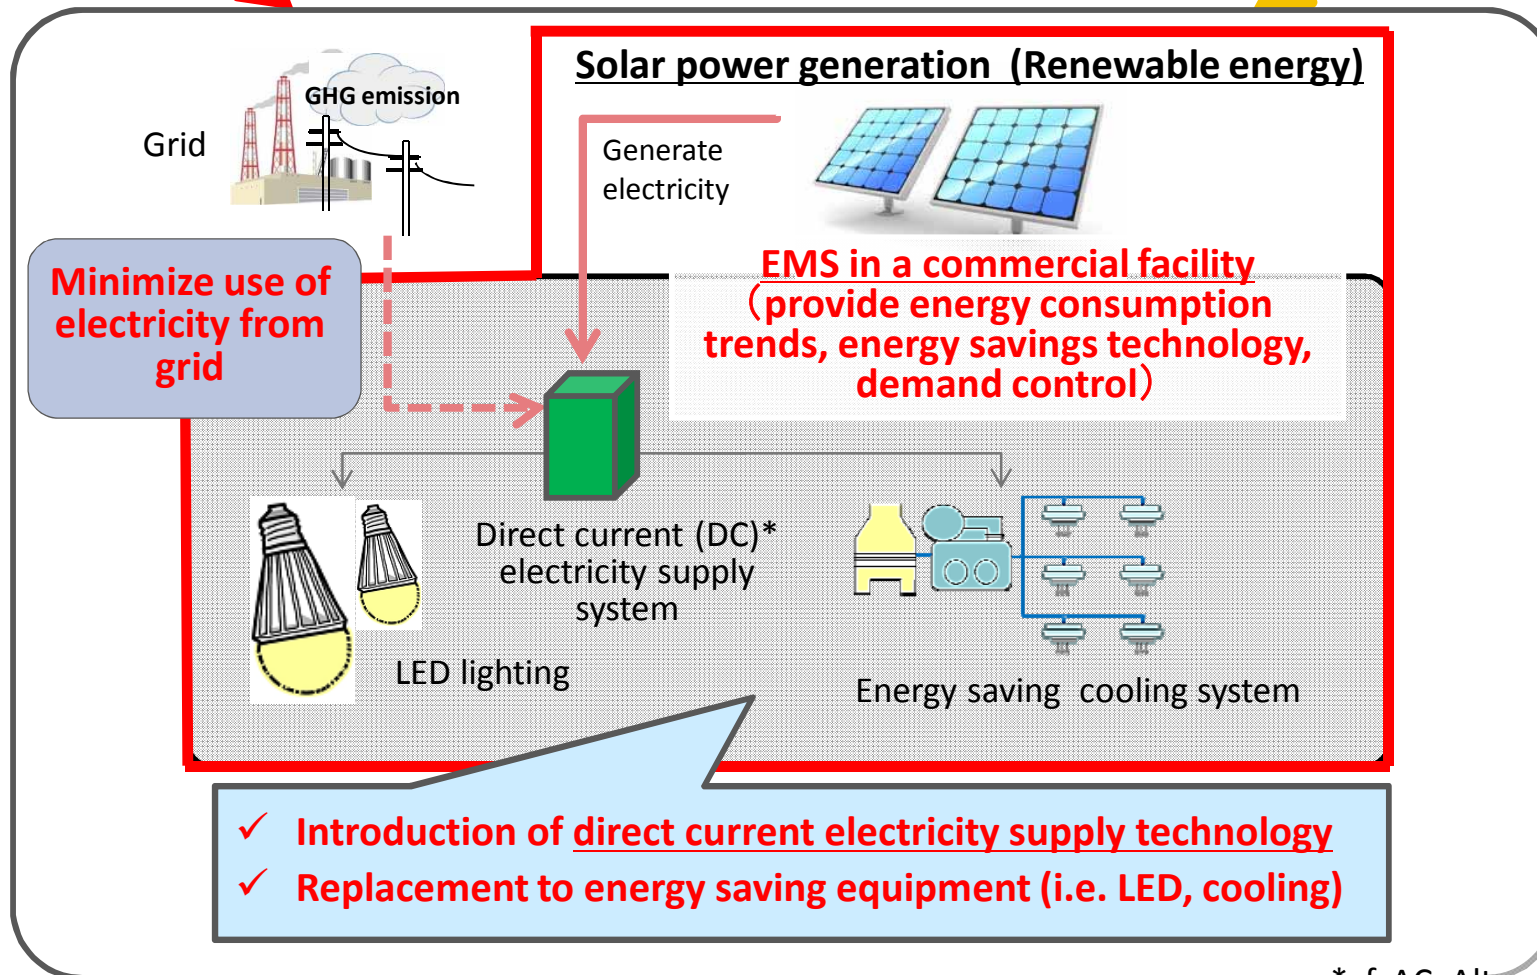 Solar power generation (Renewable energy)
GHG emission
Grid
Generate
electricity
Minimize use of
electricity from
grid
EMS in a commercial facility
（provide energy consumption
trends, energy savings technology,
demand control）
Direct current (DC)*
electricity supply
system
LED lighting
Energy saving cooling system
✓ Introduction of direct current electricity supply technology
✓ Replacement to energy saving equipment (i.e. LED, cooling)